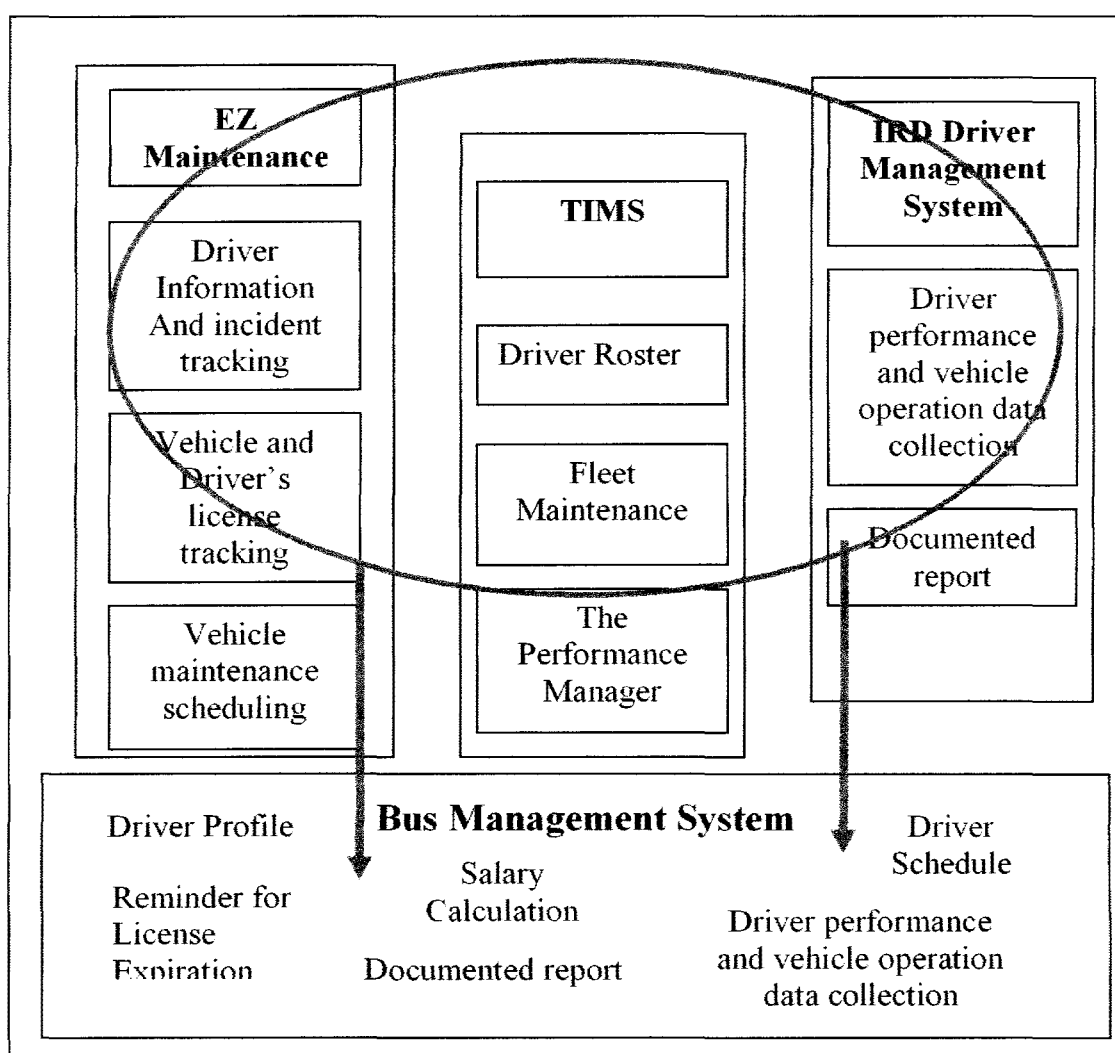 EZ
Maintenance
Driver
Information
And incident
tracking
Vehicle and
Driver's
license
tracking
Vehicle
maintenance
scheduling
TIMS
Driver Roster
Fleet
Maintenance
The
Performance
Manager
IRD Driver
Management
System
Driver
performance
and vehicle
operation data
collection
Documented
report
Bus Management System
Driver Profile
Reminder for
License
Expiration
Salary
Calculation
Documented report
Driver
Schedule
Driver performance
and vehicle operation
data collection